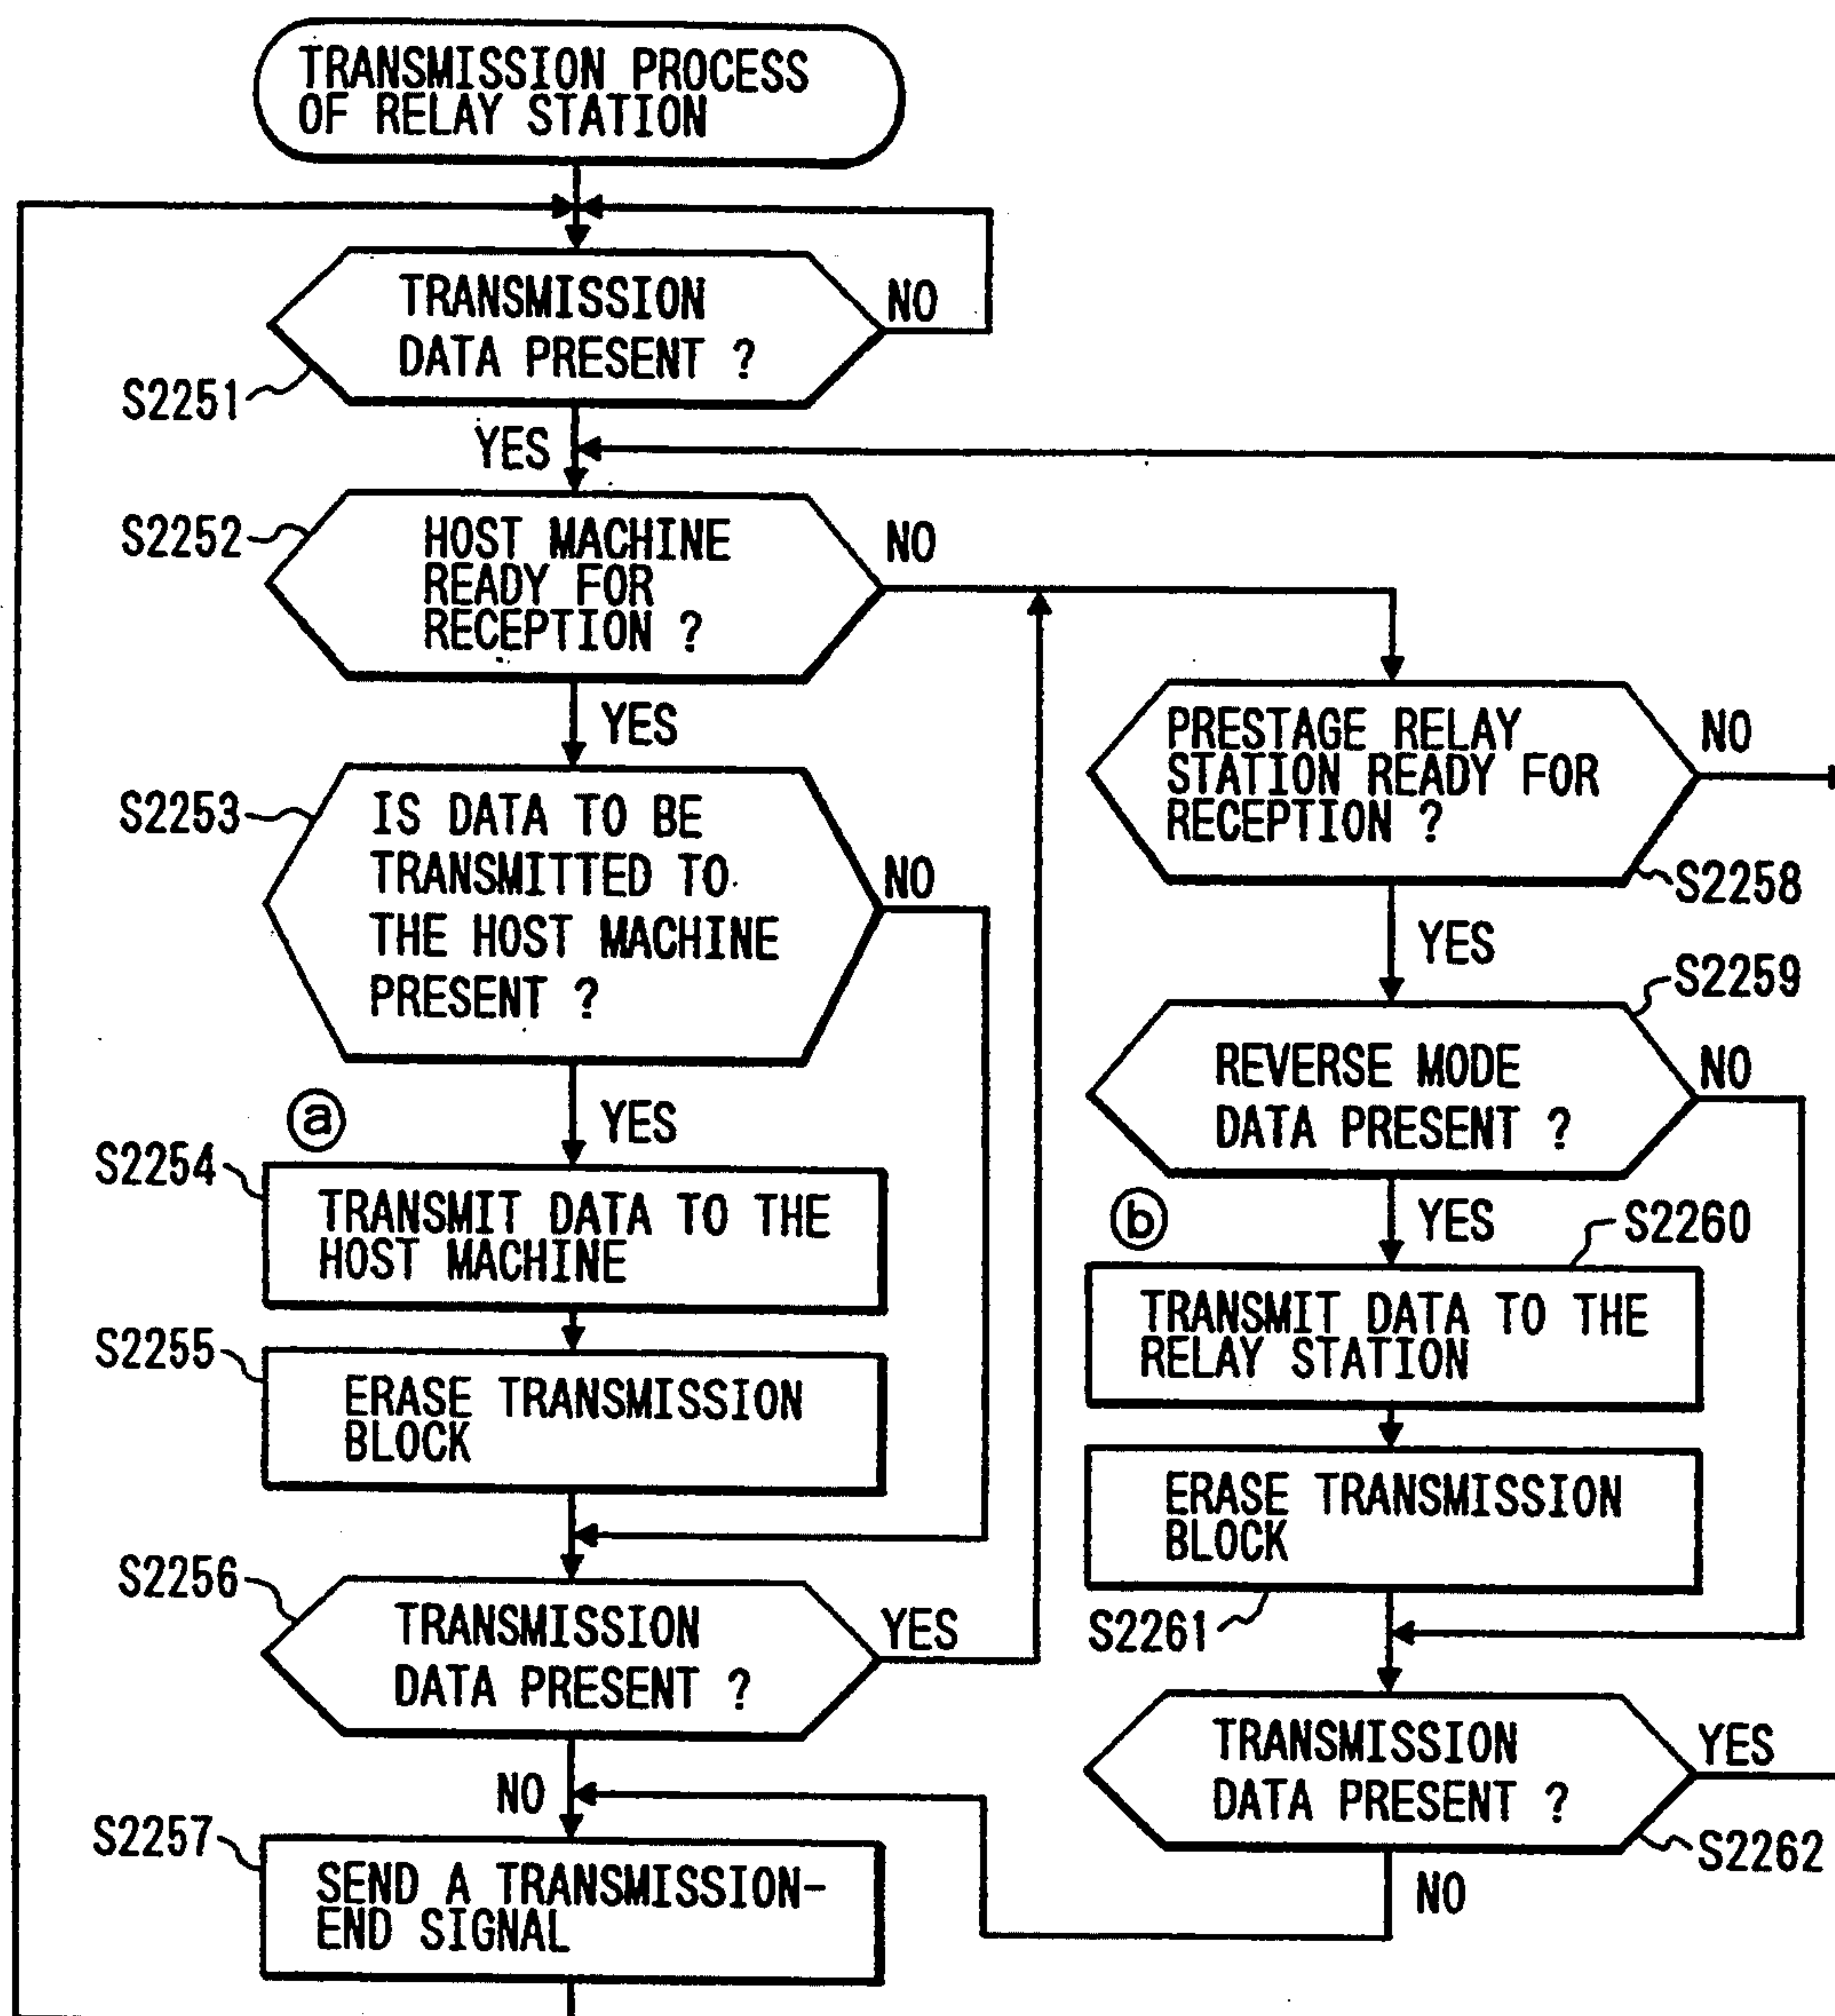 TRANSMISSION PROCESS
OF RELAY STATION
TRANSMISSION
DATA PRESENT ?
NO
S2251
YES
S2252
HOST MACHINE
READY FOR
RECEPTION ?
NO
YES
S2253
IS DATA TO BE
TRANSMITTED TO
THE HOST MACHINE
PRESENT ?
NO
ⓐ
YES
S2254
TRANSMIT DATA TO THE
HOST MACHINE
S2255
ERASE TRANSMISSION
BLOCK
S2256
TRANSMISSION
DATA PRESENT ?
YES
NO
S2257
SEND A TRANSMISSION-
END SIGNAL
PRESTAGE RELAY
STATION READY FOR
RECEPTION ?
NO
S2258
YES
S2259
REVERSE MODE
DATA PRESENT ?
NO
ⓑ
YES
S2260
TRANSMIT DATA TO THE
RELAY STATION
ERASE TRANSMISSION
BLOCK
S2261
TRANSMISSION
DATA PRESENT ?
YES
S2262
NO